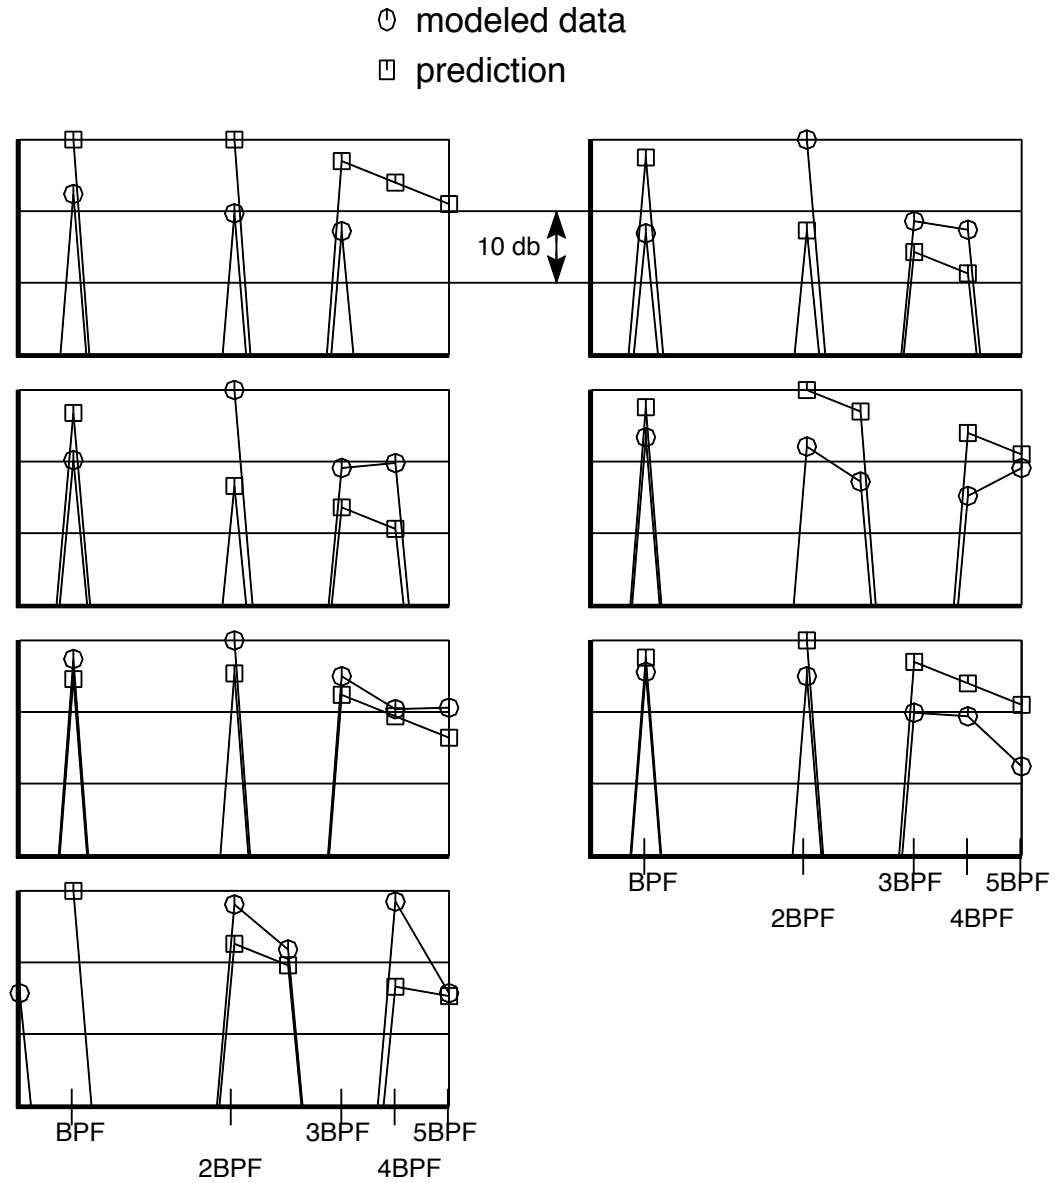 modeled data
prediction
10 db
BPF
2BPF
3BPF
4BPF
5BPF
BPF
2BPF
3BPF
4BPF
5BPF